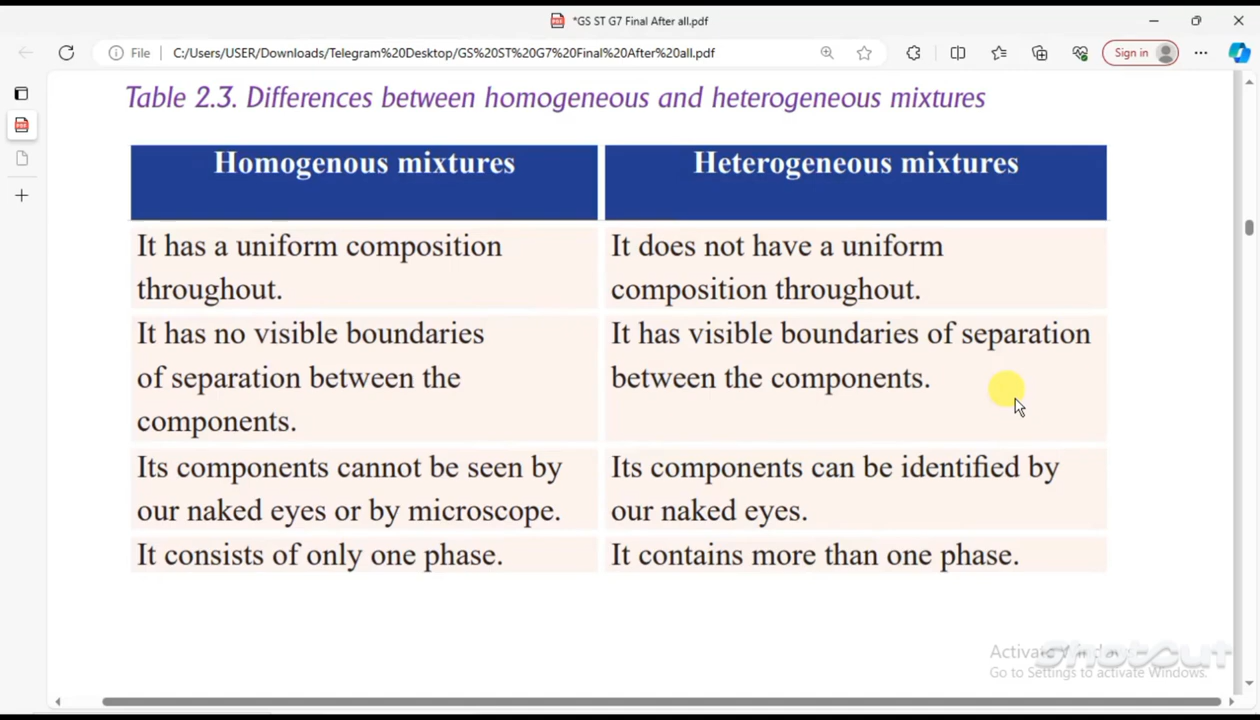 *GS ST G7 Final After all.pdf
File
C:/Users/USER/Downloads/Telegram%20Desktop/GS%20ST%20G7%20Final%20After%20all.pdf
Sign in
Table 2.3. Differences between homogeneous and heterogeneous mixtures
Homogenous mixtures
Heterogeneous mixtures
It has a uniform composition
throughout.
It does not have a uniform
composition throughout.
It has no visible boundaries
of separation between the
components.
It has visible boundaries of separation
between the components.
Its components cannot be seen by
our naked eyes or by microscope.
Its components can be identified by
our naked eyes.
It consists of only one phase.
It contains more than one phase.
Activate Windows
Go to Settings to activate Windows.
shotcut